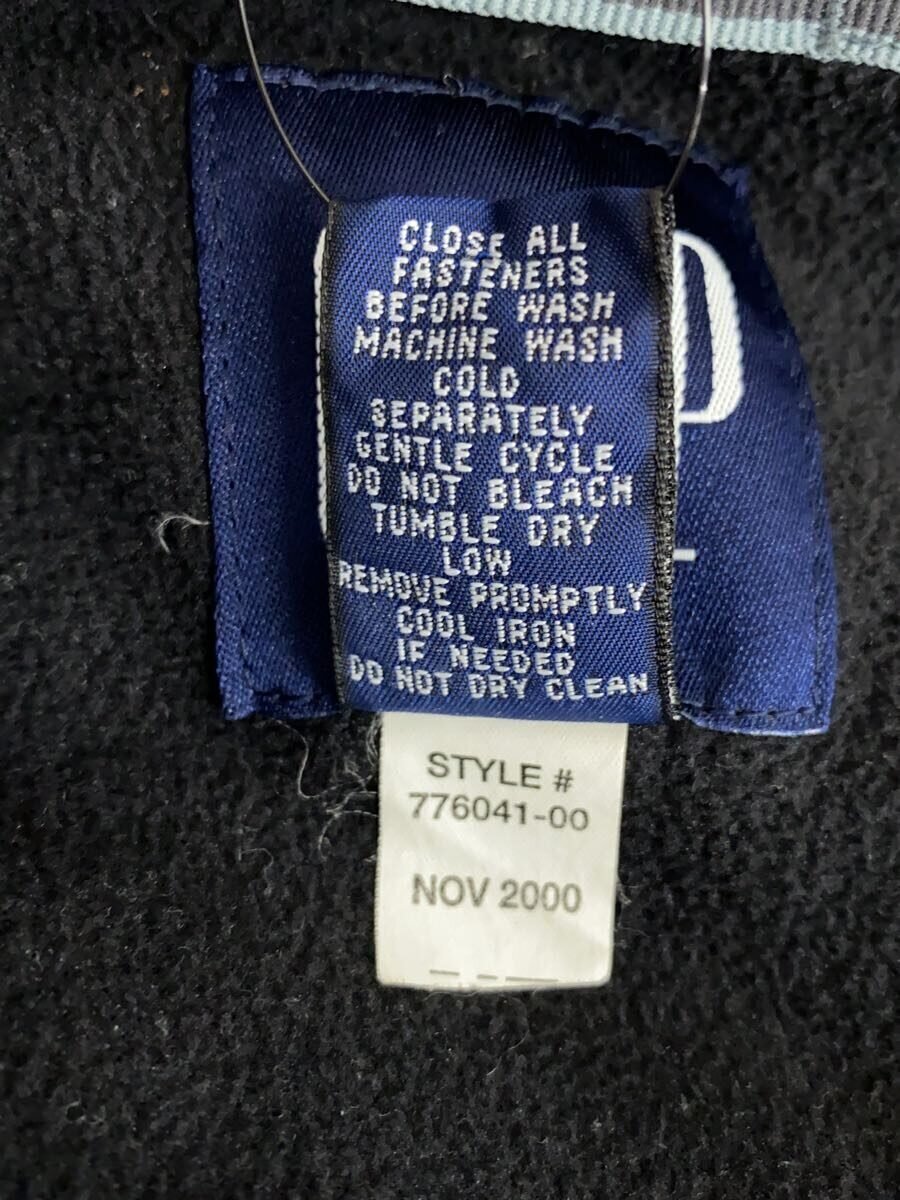 CLOSE ALL
FASTENERS
BEFORE WASH
MACHINE WASH
COLD
SEPARATELY
GENTLE CYCLE
DO NOT BLEACH
TUMBLE DRY
LOW
REMOVE PROMPTLY
COOL IRON
IF NEEDED
DO NOT DRY CLEAN
STYLE #
776041-00
NOV 2000